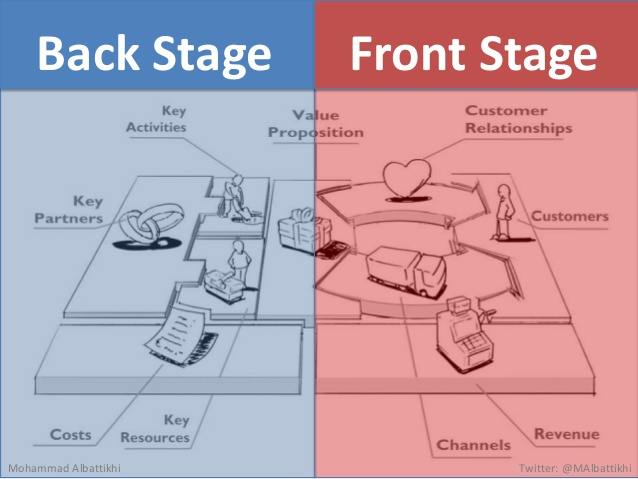 Back Stage
Front Stage
Key
Activities
Value
Proposition
Customer
Relationships
Key
Partners
Customers
Costs
Key
Resources
Channels
Revenue
Mohammad Albattikhi
Twitter: @MAlbattikhi